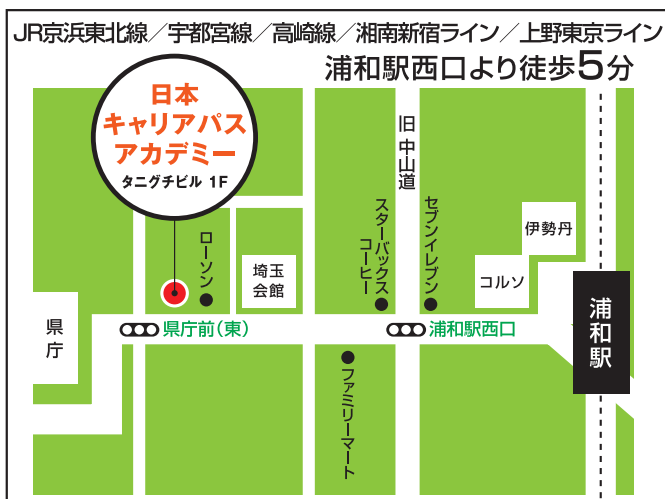 JR京浜東北線／宇都宮線／高崎線／湘南新宿ライン／上野東京ライン
浦和駅西口より徒歩5分
日本
キャリアパス
アカデミー
タニグチビル 1F
旧中山道
ローソン
埼玉
会館
スターバックス
コーヒー
セブンイレブン
伊勢丹
コルソ
県庁
県庁前（東）
浦和駅西口
浦和駅
ファミリーマート